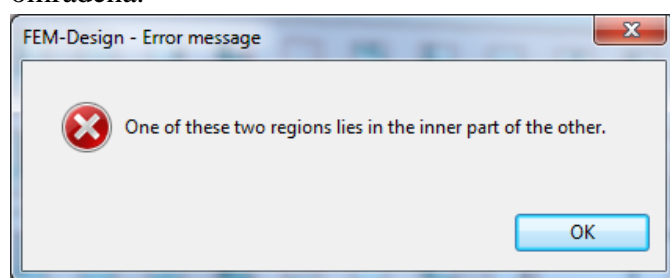 FEM-Design - Error message
One of these two regions lies in the inner part of the other.
OK